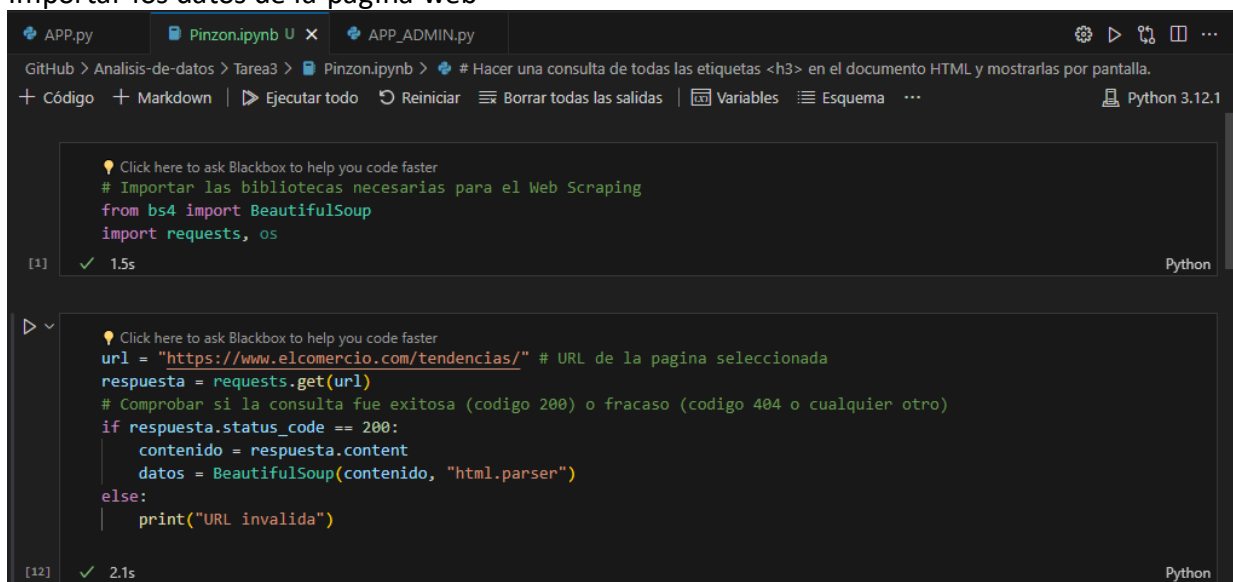 Importar los datos de la pagina web
APP.py Pinzon.ipynb U × APP_ADMIN.py
GitHub > Analisis-de-datos > Tarea3 > Pinzon.ipynb > # Hacer una consulta de todas las etiquetas <h3> en el documento HTML y mostrarlas por pantalla.
+ Código + Markdown | Ejecutar todo Reiniciar Borrar todas las salidas | Variables Esquema ... Python 3.12.1
Click here to ask Blackbox to help you code faster
# Importar las bibliotecas necesarias para el Web Scraping
from bs4 import BeautifulSoup
import requests, os
[1] ✓ 1.5s Python
Click here to ask Blackbox to help you code faster
url = "https://www.elcomercio.com/tendencias/" # URL de la pagina seleccionada
respuesta = requests.get(url)
# Comprobar si la consulta fue exitosa (codigo 200) o fracaso (codigo 404 o cualquier otro)
if respuesta.status_code == 200:
    contenido = respuesta.content
    datos = BeautifulSoup(contenido, "html.parser")
else:
    print("URL invalida")
[12] ✓ 2.1s Python